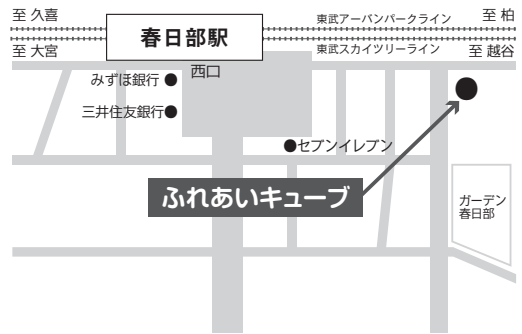 至 久喜
東武アーバンパークライン
至 柏
春日部駅
至 大宮
東武スカイツリーライン
至 越谷
西口
みずほ銀行
三井住友銀行
セブンイレブン
ふれあいキューブ
ガーデン
春日部